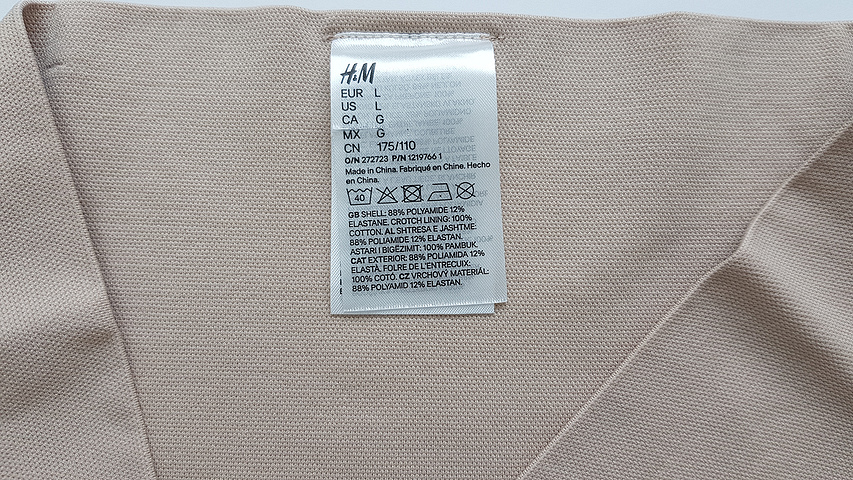 H&M
EUR L
US L
CA G
MX G
CN 175/110
O/N 272723 P/N 1219766 1
Made in China. Fabriqué en Chine. Hecho
en China.
40
GB SHELL: 88% POLYAMIDE 12%
ELASTANE, CROTCH LINING: 100%
COTTON. AL SHTRESA E JASHTME:
88% POLIAMIDE 12% ELASTAN.
ASTARI I BIGËZIMIT: 100% PAMBUK.
CAT EXTERIOR: 88% POLIAMIDA 12%
ELASTÀ. FOLRE DE L'ENTRECUIX:
100% COTÓ. CZ VRCHOVÝ MATERIÁL:
88% POLYAMID 12% ELASTAN.